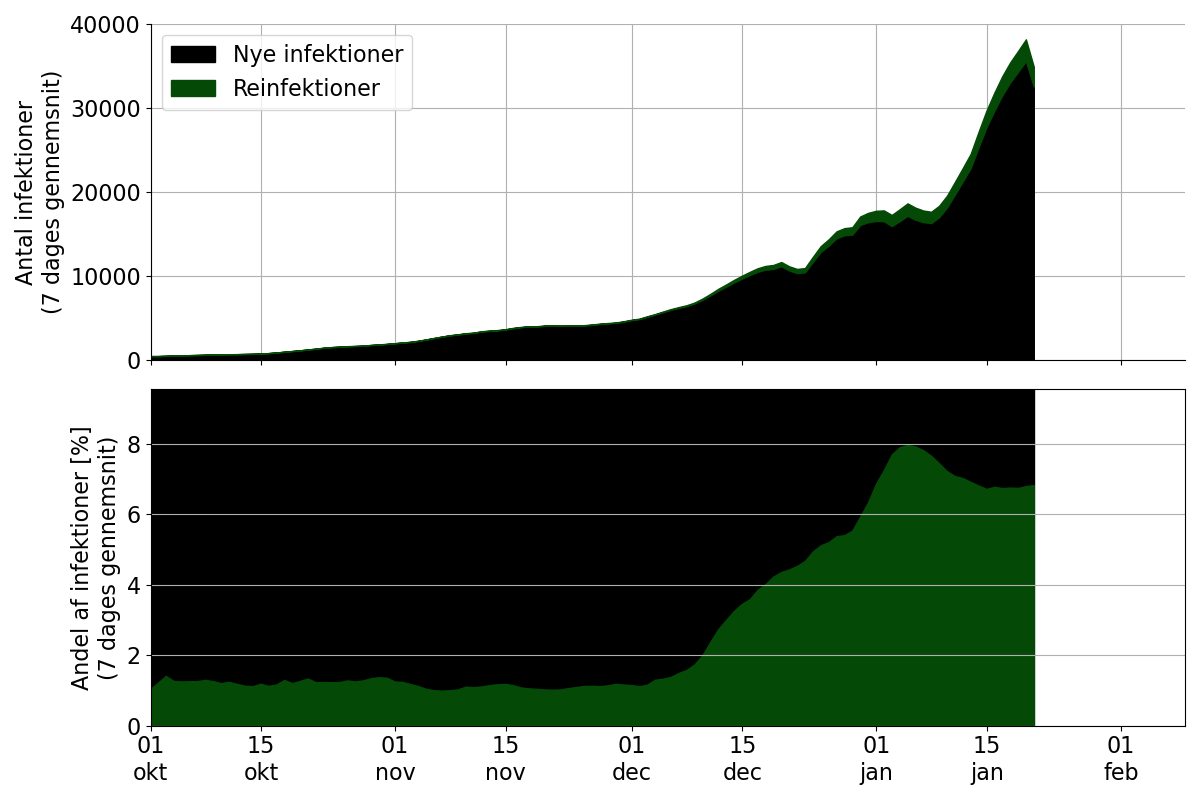 40000
30000
20000
10000
0
Antal infektioner
(7 dages gennemsnit)
Nye infektioner
Reinfektioner
8
6
4
2
0
Andel af infektioner [%]
(7 dages gennemsnit)
01 15 01 15 01 15 01 15 01
okt okt nov nov dec dec jan jan feb